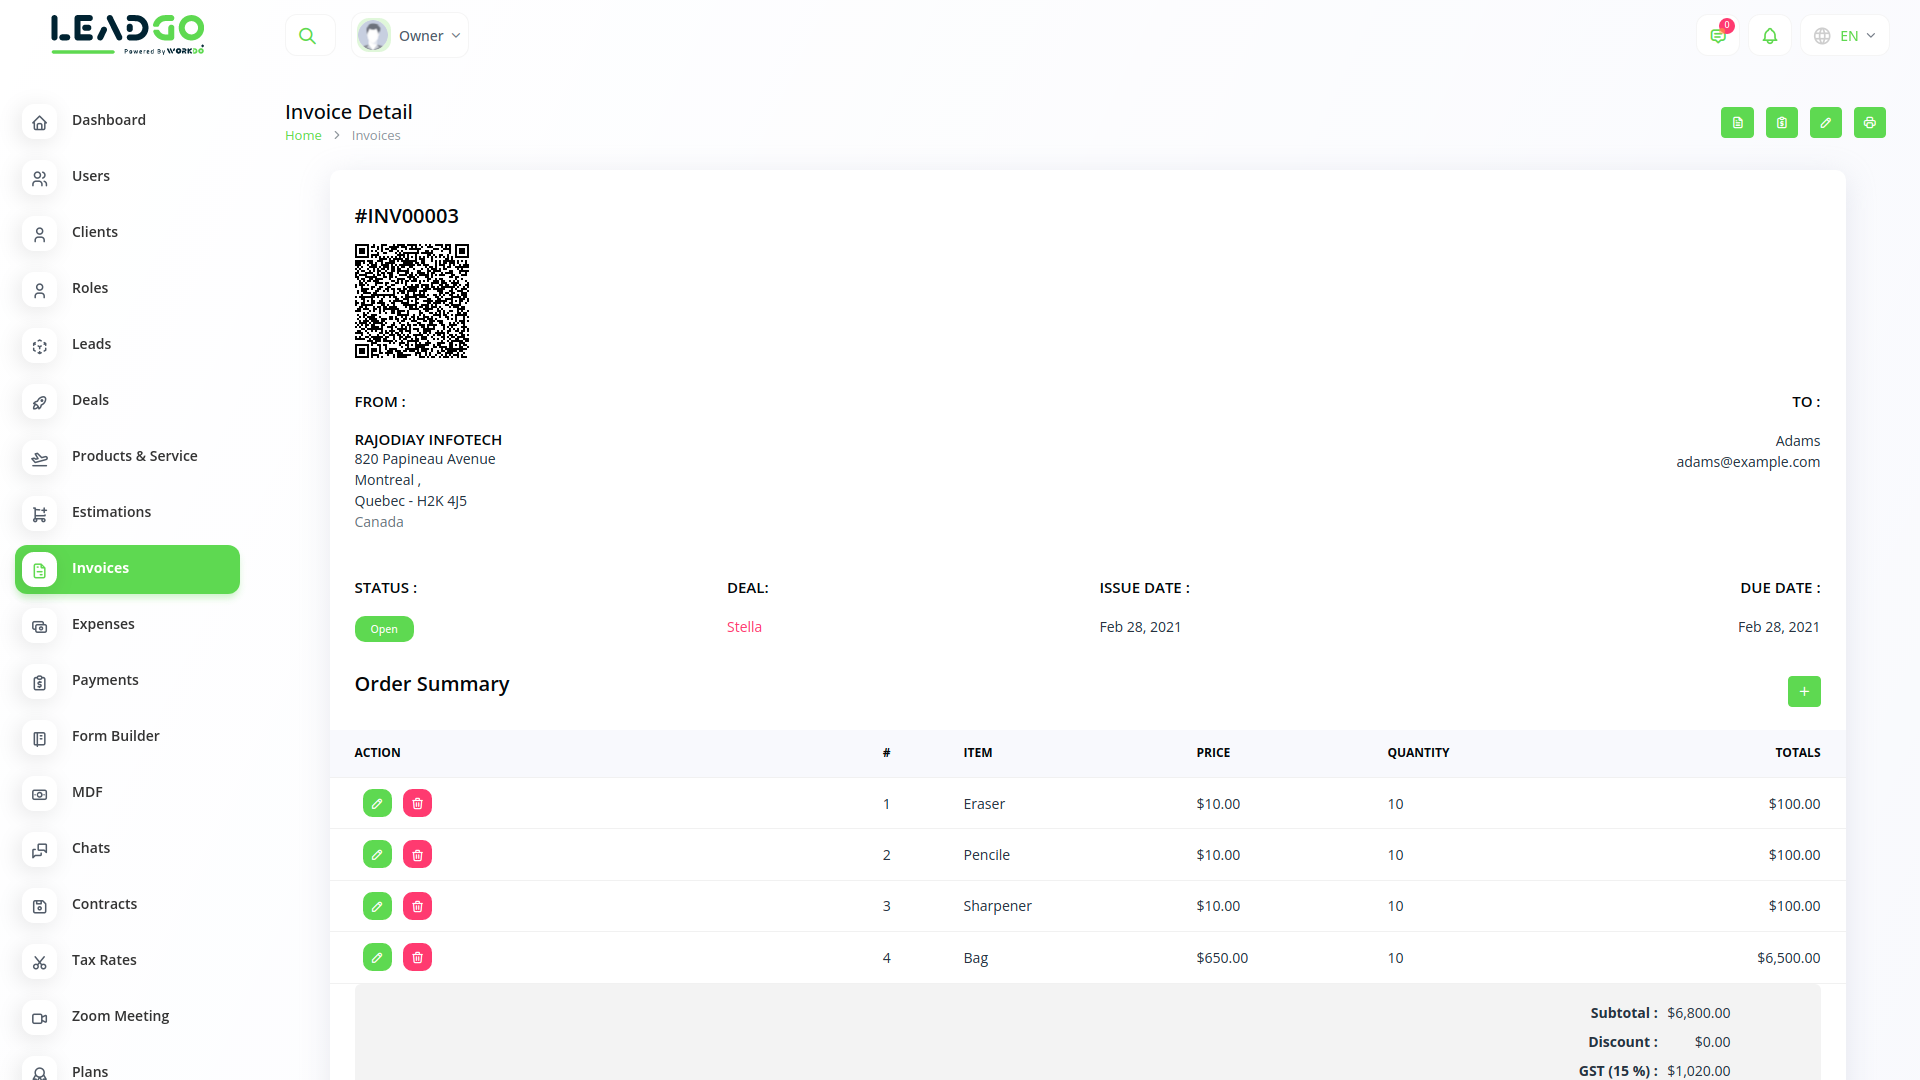 LEADGO
Powered By WORKDO
Owner
0
EN
Invoice Detail
Home > Invoices
Dashboard
Users
Clients
Roles
Leads
Deals
Products & Service
Estimations
Invoices
Expenses
Payments
Form Builder
MDF
Chats
Contracts
Tax Rates
Zoom Meeting
Plans
#INV00003
FROM :
RAJODIAY INFOTECH
820 Papineau Avenue
Montreal ,
Quebec - H2K 4J5
Canada
TO :
Adams
adams@example.com
STATUS : DEAL: ISSUE DATE : DUE DATE :
Open Stella Feb 28, 2021 Feb 28, 2021
Order Summary
+
ACTION # ITEM PRICE QUANTITY TOTALS
1 Eraser $10.00 10 $100.00
2 Pencile $10.00 10 $100.00
3 Sharpener $10.00 10 $100.00
4 Bag $650.00 10 $6,500.00
Subtotal : $6,800.00
Discount : $0.00
GST (15 %) : $1,020.00